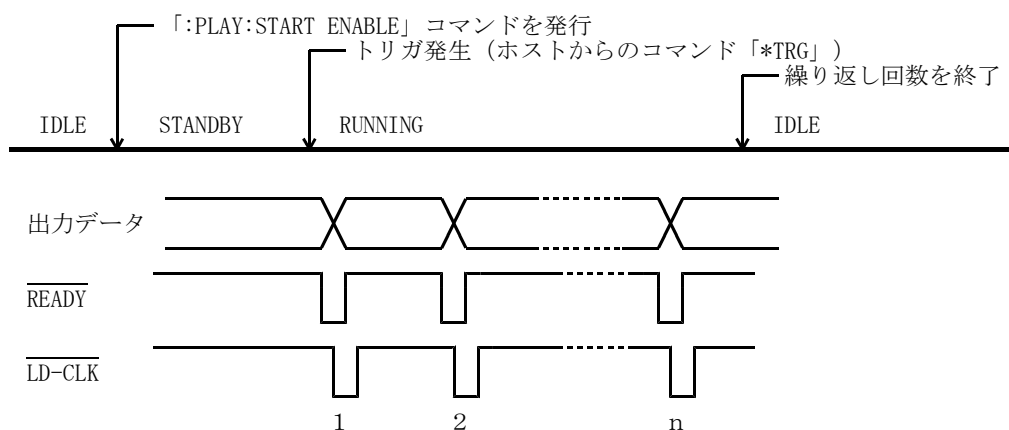 「:PLAY:START ENABLE」コマンドを発行
トリガ発生（ホストからのコマンド「*TRG」）
繰り返し回数を終了
IDLE STANDBY RUNNING IDLE
出力データ
READY
LD-CLK
1 2 n